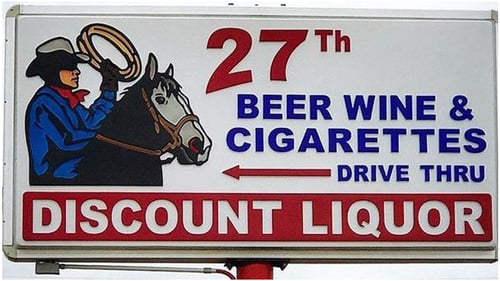 27Th
BEER WINE &
CIGARETTES
DRIVE THRU
DISCOUNT LIQUOR